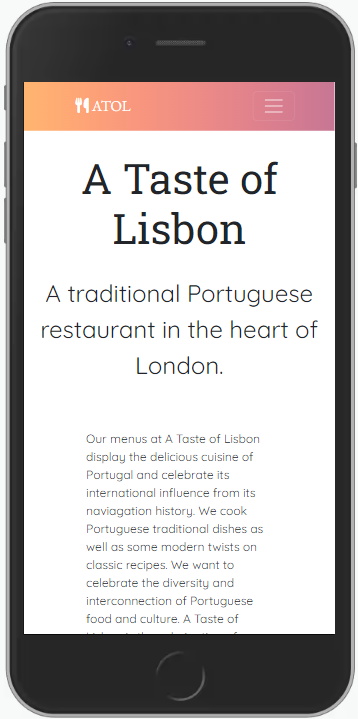 ATOL
A Taste of
Lisbon
A traditional Portuguese
restaurant in the heart of
London.
Our menus at A Taste of Lisbon
display the delicious cuisine of
Portugal and celebrate its
international influence from its
naviagation history. We cook
Portuguese traditional dishes as
well as some modern twists on
classic recipes. We want to
celebrate the diversity and
interconnection of Portuguese
food and culture. A Taste of